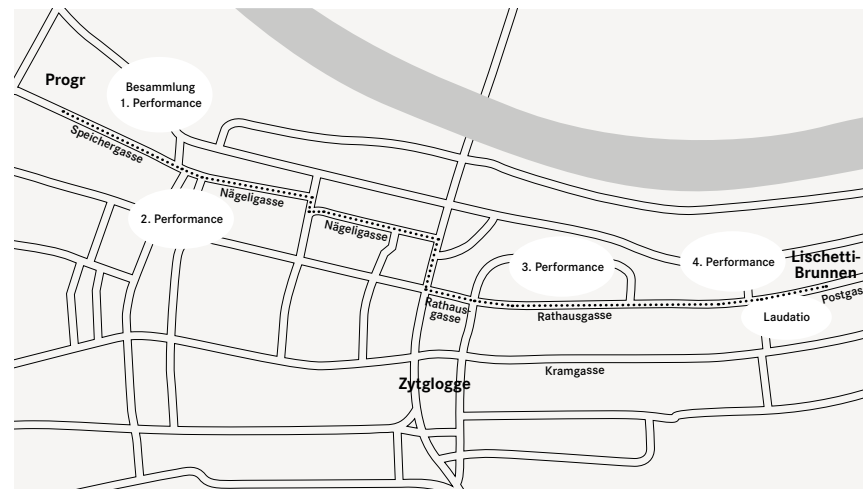 Progr
Besammlung
1. Performance
Speichergasse
Nägeligasse
2. Performance
Nägeligasse
3. Performance
4. Performance
Lischetti-
Brunnen
Postgas
Laudatio
Rathaus-
gasse
Rathausgasse
Kramgasse
Zytglogge